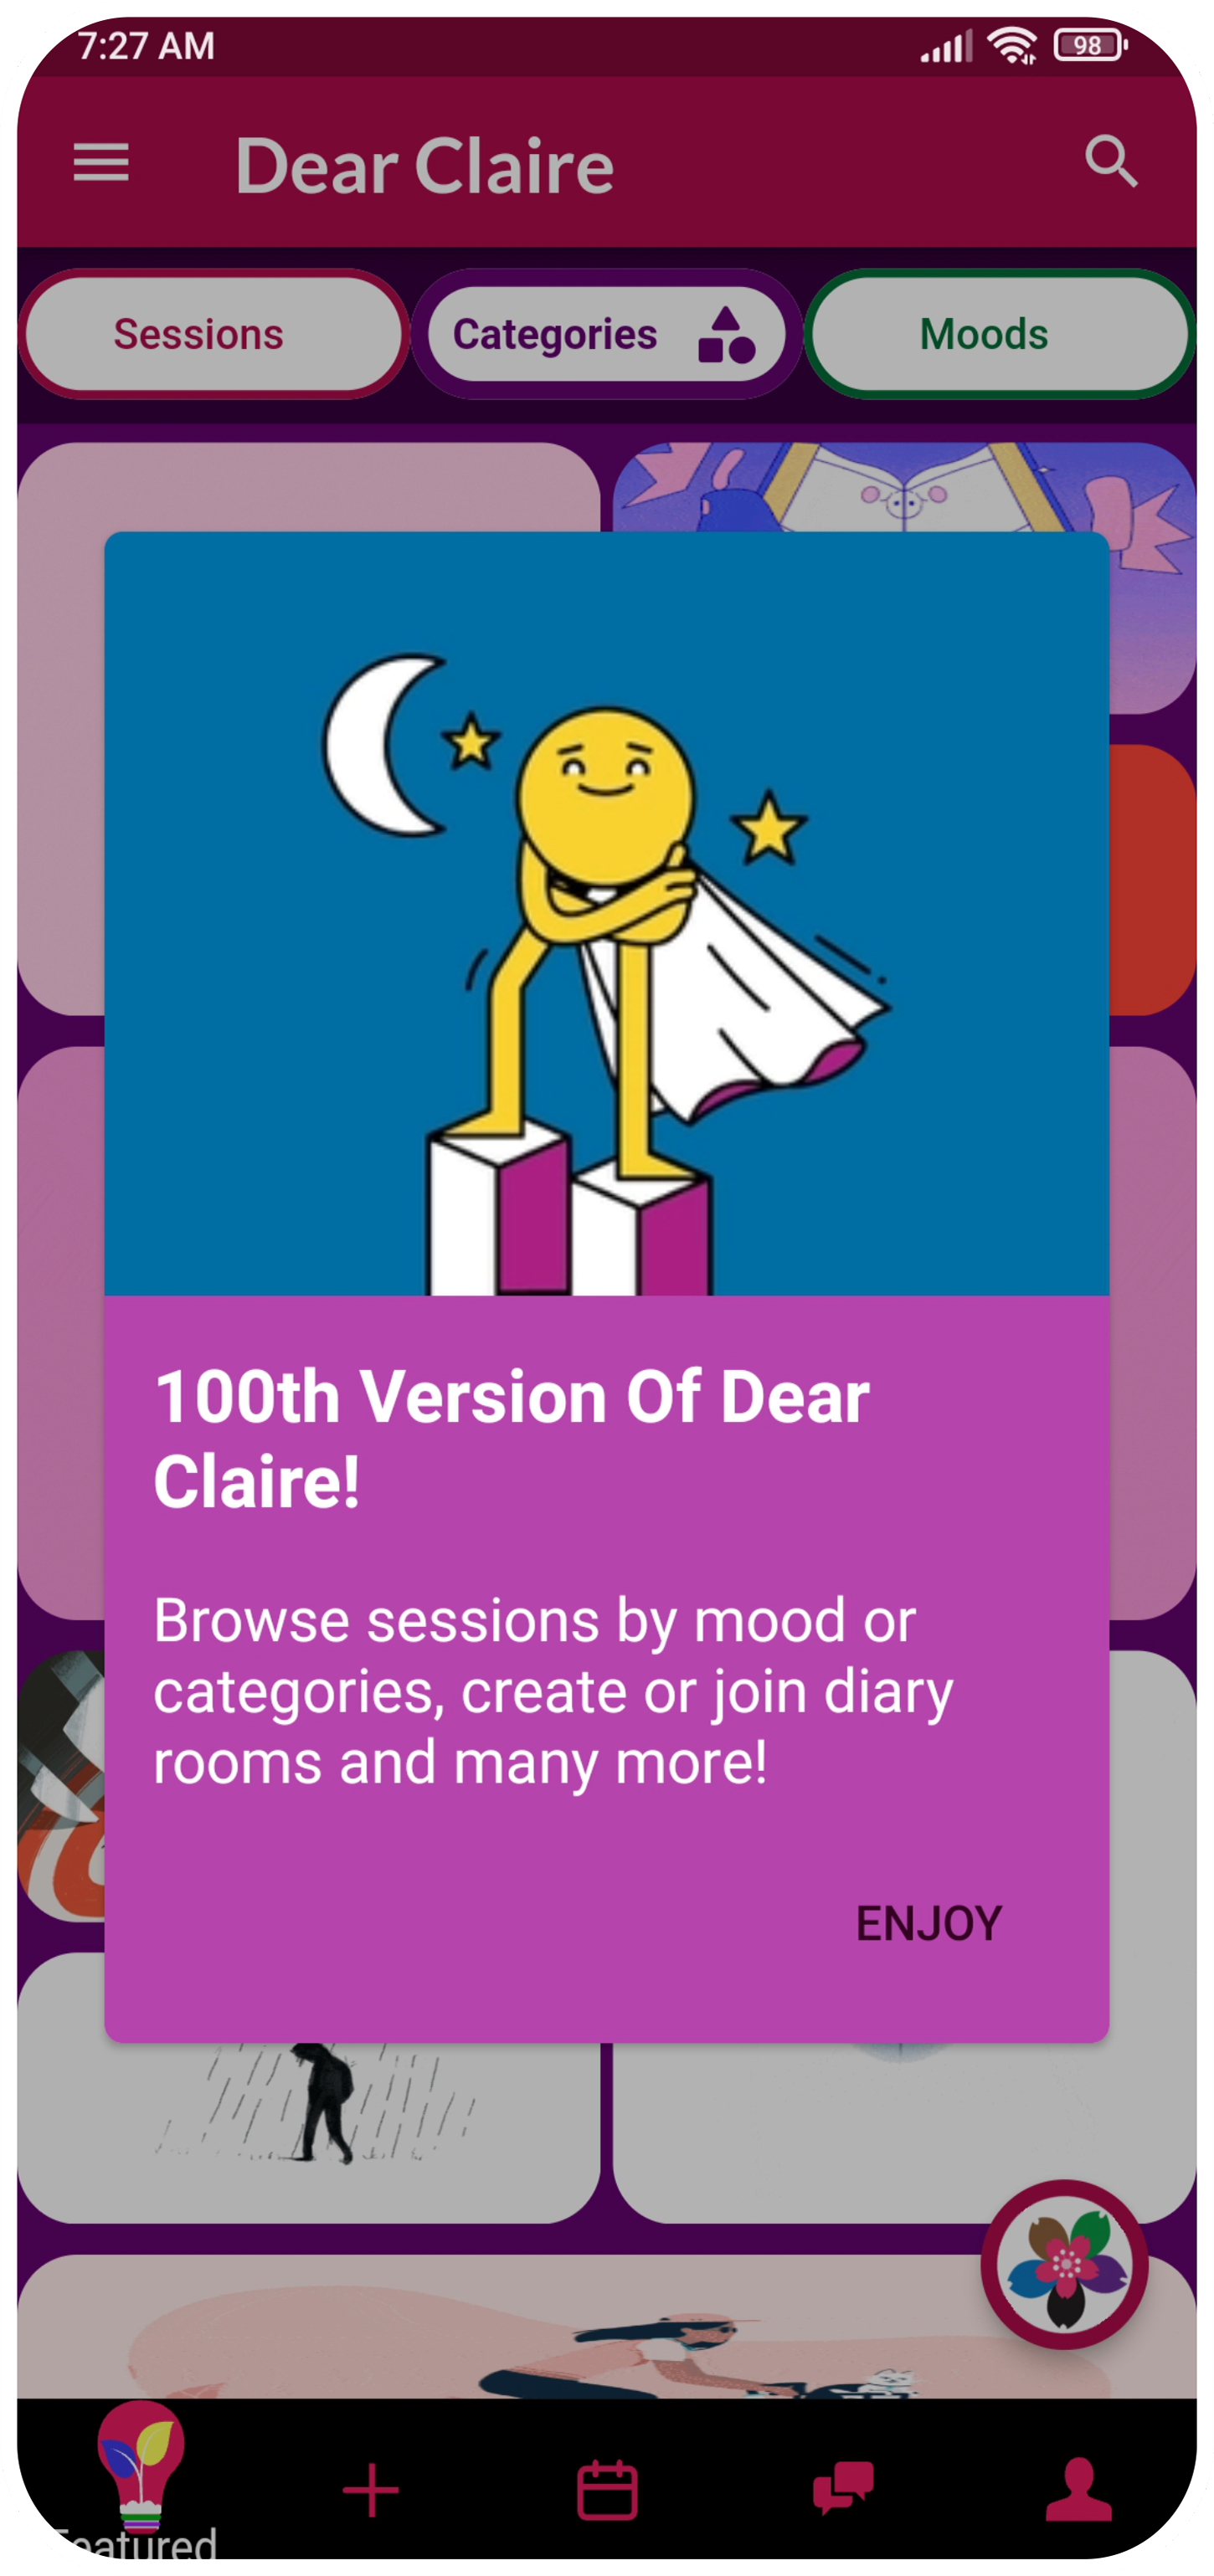 7:27 AM
98
Dear Claire
Sessions
Categories
Moods
100th Version Of Dear
Claire!
Browse sessions by mood or
categories, create or join diary
rooms and many more!
ENJOY
Featured